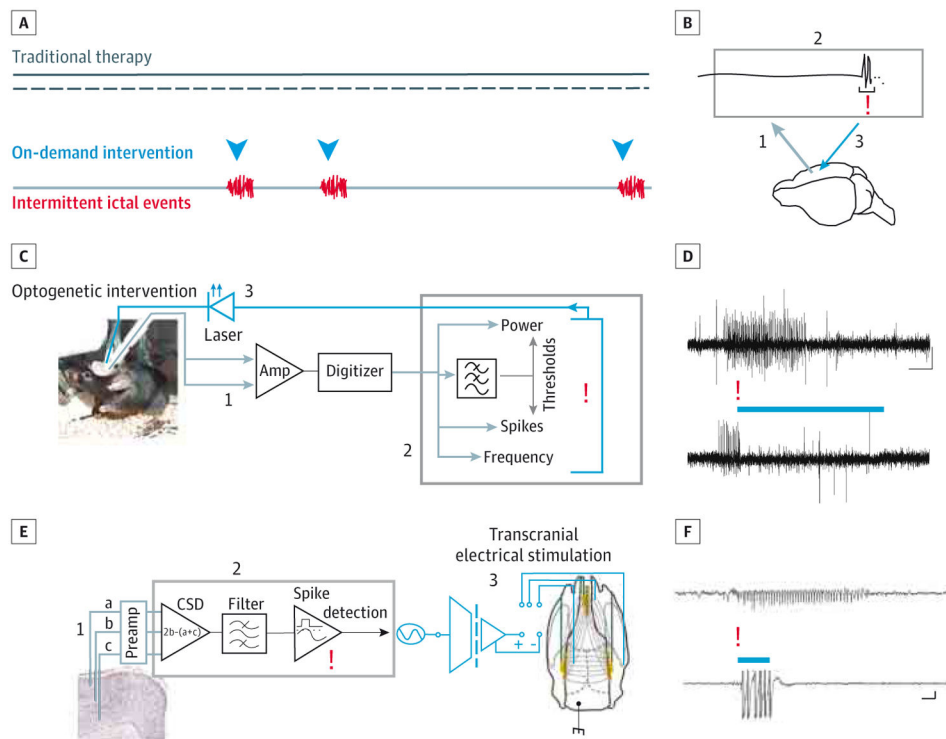 A
Traditional therapy
On-demand intervention
Intermittent ictal events
B
2
!
1
3
C
Optogenetic intervention
3
Laser
1
Amp
Digitizer
2
Power
Thresholds
Spikes
Frequency
!
D
!
E
1
a
b
c
Preamp
2
CSD
2b-(a+c)
Filter
Spike
detection
!
Transcranial
electrical stimulation
3
+ -
E
F
!